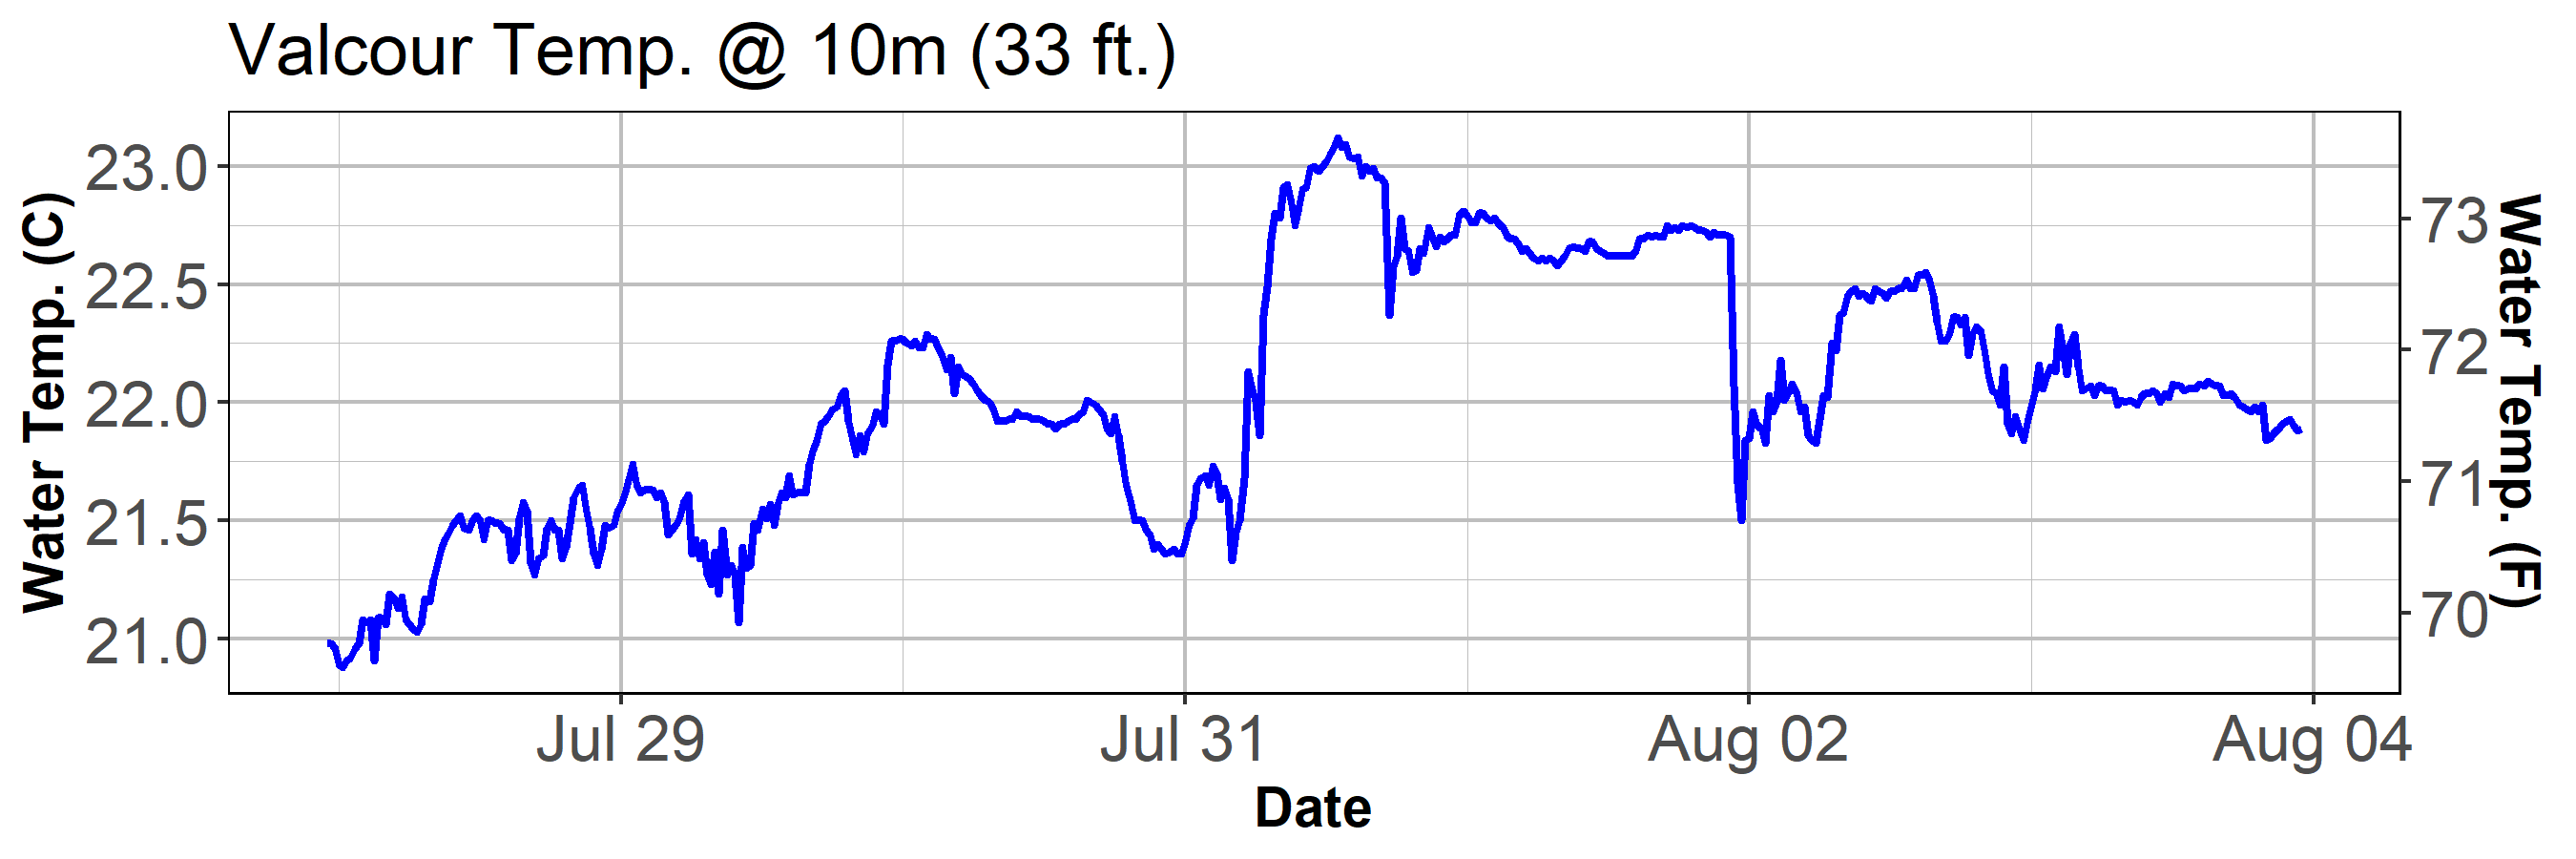 Valcour Temp. @ 10m (33 ft.)
Water Temp. (C)
23.0
22.5
22.0
21.5
21.0
73
72
71
70
Water Temp. (F)
Jul 29 Jul 31 Aug 02 Aug 04
Date